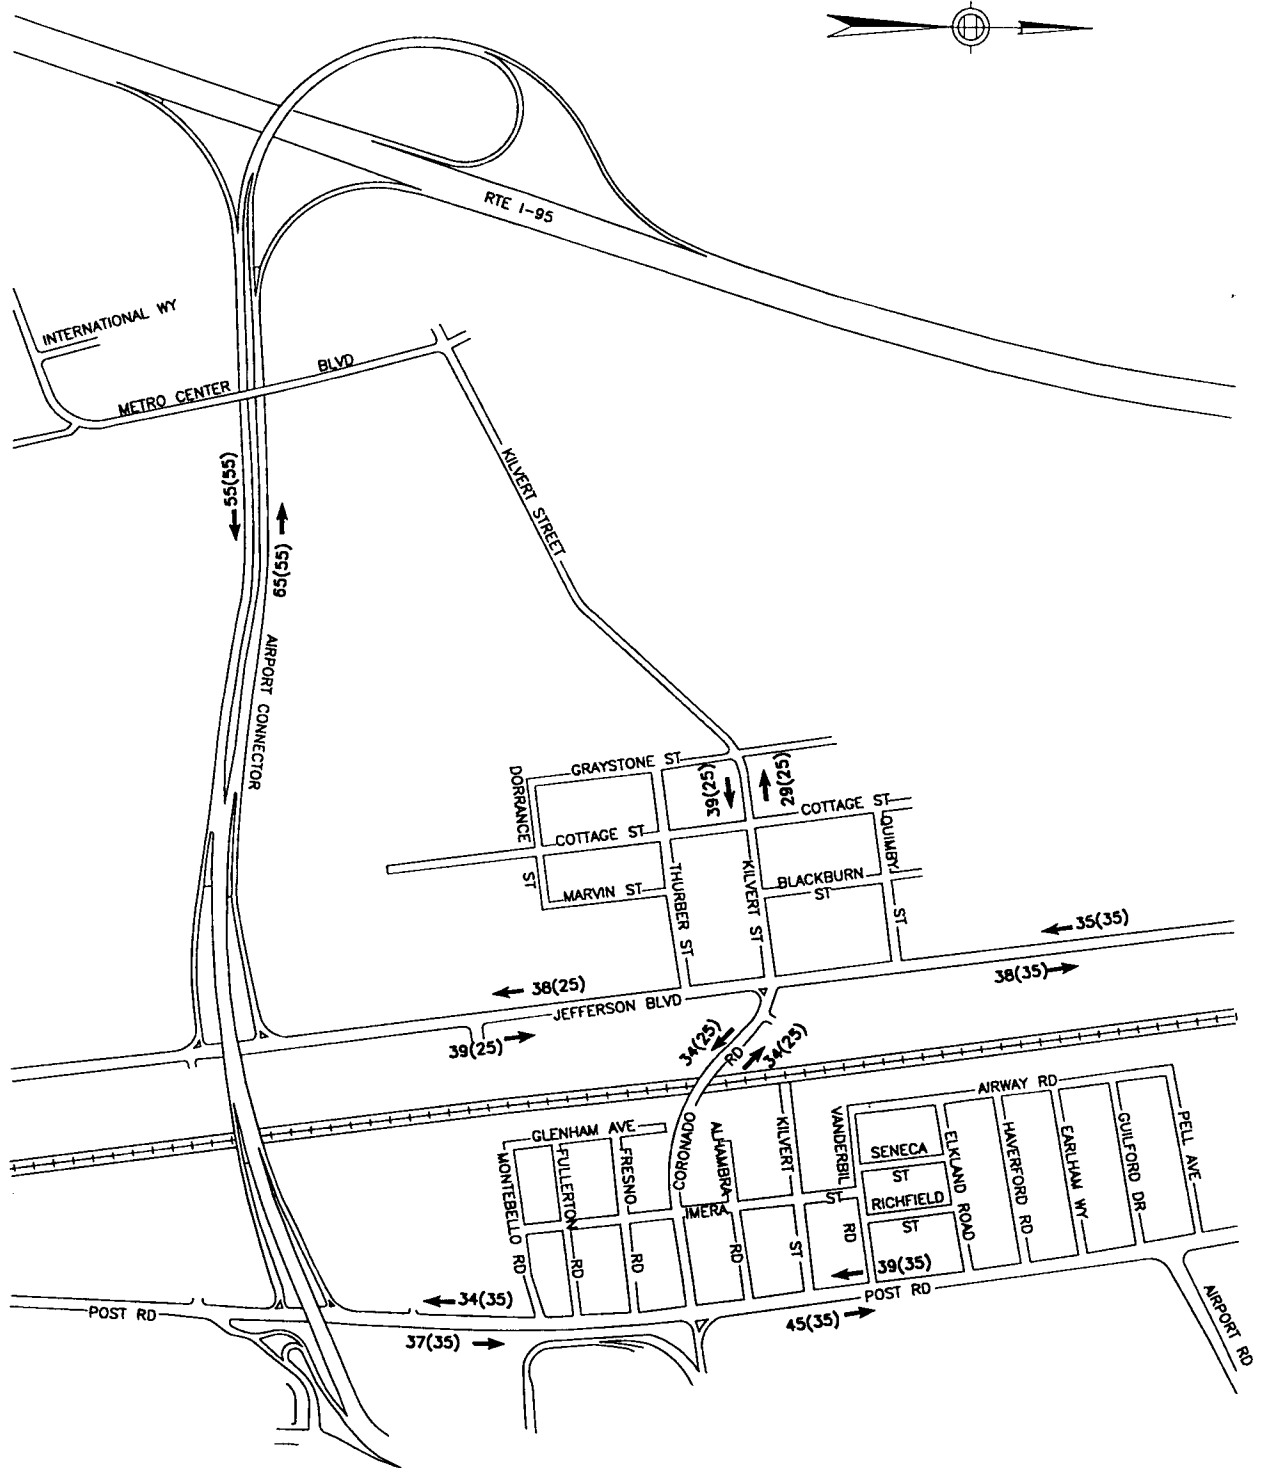 RTE I-95
INTERNATIONAL WY
METRO CENTER BLVD
55(55)
65(55)
KILVERT STREET
AIRPORT CONNECTOR
GRAYSTONE ST
DORRANCE ST
39(25)
29(25)
COTTAGE ST
COTTAGE ST
QUIMBY ST
MARVIN ST
THURBER ST
KILVERT ST
BLACKBURN
ST
35(35)
38(35)
38(25)
JEFFERSON BLVD
39(25)
34(25)
34(25)
CORONADO RD
AIRWAY RD
GLENHAM AVE
MONTEBELLO RD
FULLERTON RD
FRESNO RD
ALHAMBRA RD
KILVERT ST
VANDERBIL RD
SENECA
ST
RICHFIELD
ST
ELKLAND ROAD
HAVERFORD RD
EARLHAM WY
GUILFORD DR
PELL AVE
IMERA ST
39(35)
POST RD
45(35)
34(35)
POST RD
37(35)
AIRPORT RD